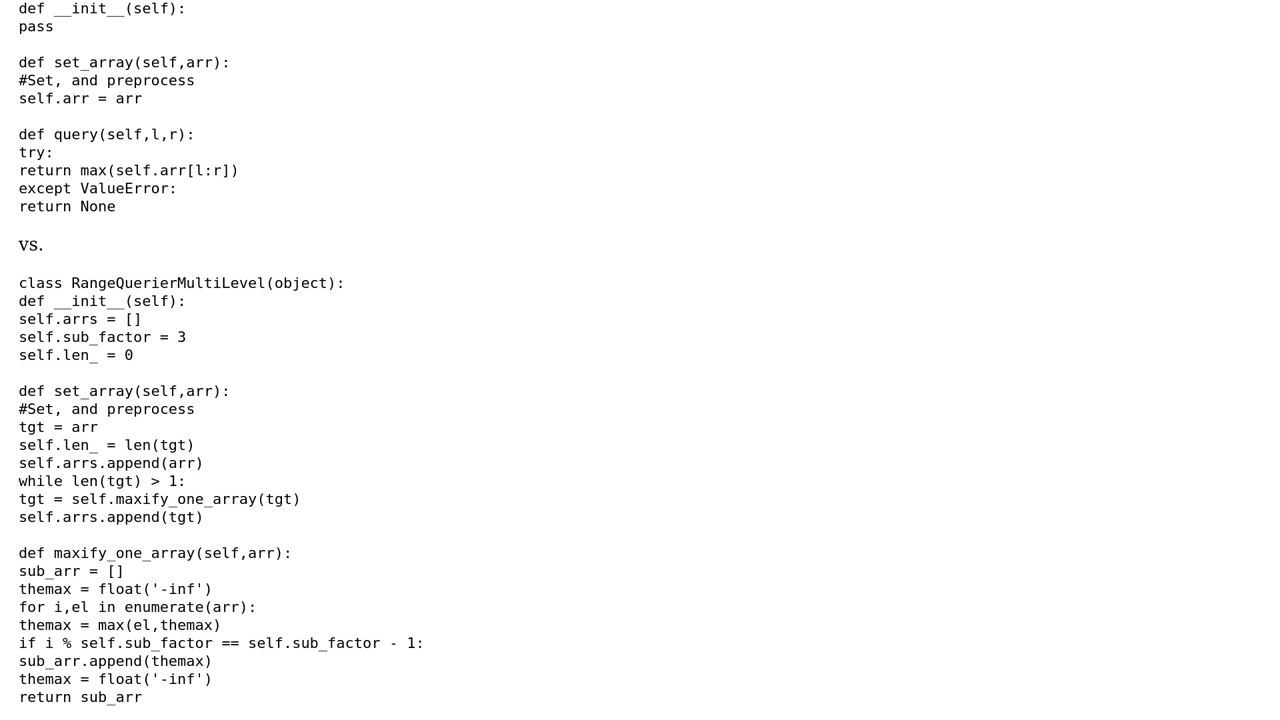 def __init__(self):
pass
def set_array(self,arr):
#Set, and preprocess
self.arr = arr
def query(self,l,r):
try:
return max(self.arr[l:r])
except ValueError:
return None
vs.
class RangeQuerierMultiLevel(object):
def __init__(self):
self.arrs = []
self.sub_factor = 3
self.len_ = 0
def set_array(self,arr):
#Set, and preprocess
tgt = arr
self.len_ = len(tgt)
self.arrs.append(arr)
while len(tgt) > 1:
tgt = self.maxify_one_array(tgt)
self.arrs.append(tgt)
def maxify_one_array(self,arr):
sub_arr = []
themax = float('-inf')
for i,el in enumerate(arr):
themax = max(el,themax)
if i % self.sub_factor == self.sub_factor - 1:
sub_arr.append(themax)
themax = float('-inf')
return sub_arr